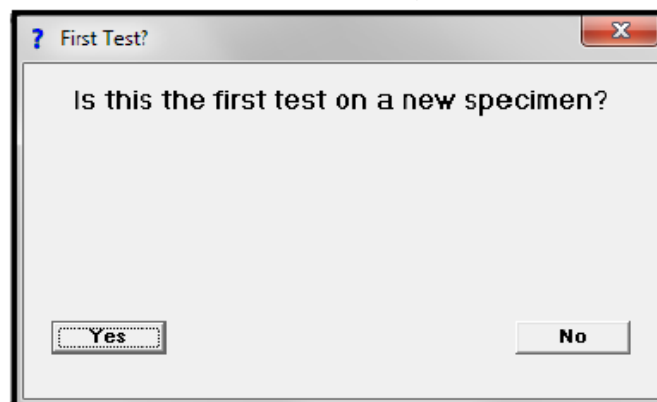 ? First Test?
X
Is this the first test on a new specimen?
Yes
No